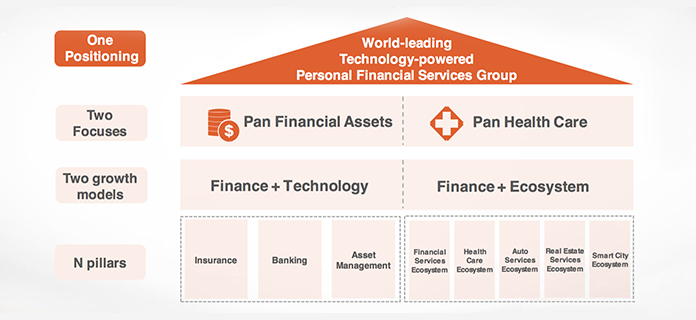 One
Positioning
World-leading
Technology-powered
Personal Financial Services Group
Two
Focuses
$
Pan Financial Assets
Pan Health Care
Two growth
models
Finance + Technology
Finance + Ecosystem
N pillars
Insurance
Banking
Asset
Management
Financial
Services
Ecosystem
Health
Care
Ecosystem
Auto
Services
Ecosystem
Real Estate
Services
Ecosystem
Smart City
Ecosystem